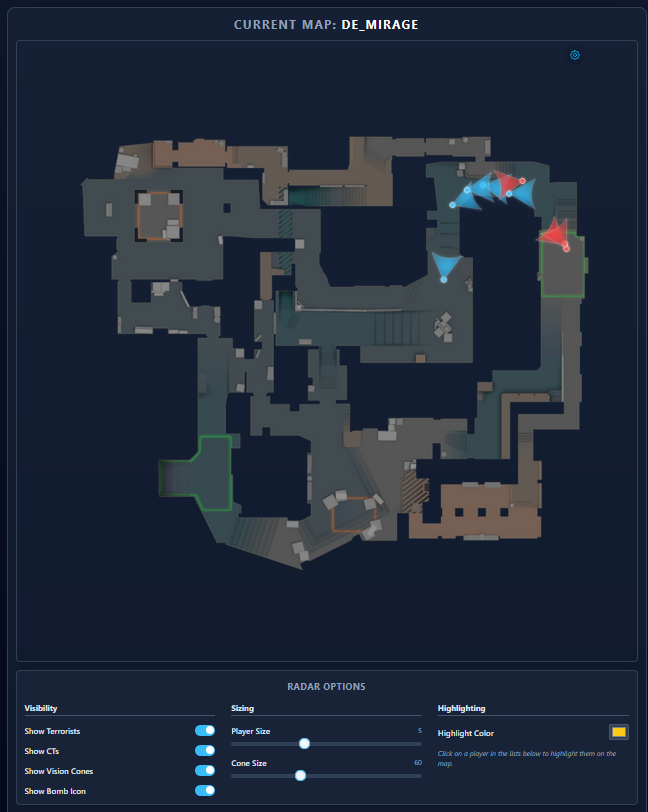 CURRENT MAP: DE_MIRAGE
RADAR OPTIONS
Visibility
Show Terrorists
Show CTs
Show Vision Cones
Show Bomb Icon
Sizing
Player Size 5
Cone Size 60
Highlighting
Highlight Color
Click on a player in the lists below to highlight them on the
map.